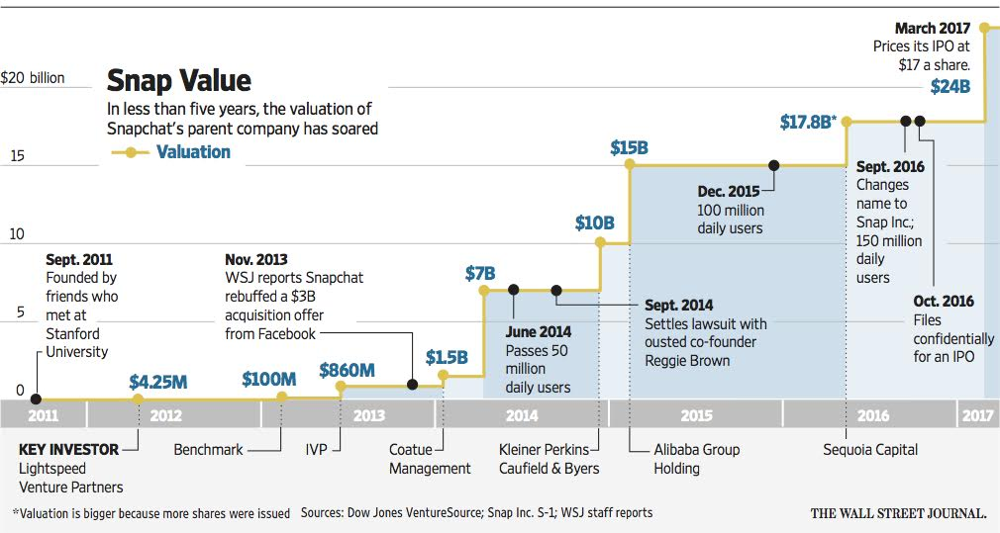 Snap Value
In less than five years, the valuation of
Snapchat's parent company has soared
Valuation
$20 billion
15
10
5
0
Sept. 2011
Founded by
friends who
met at
Stanford
University
$4.25M
$100M
Nov. 2013
WSJ reports Snapchat
rebuffed a $3B
acquisition offer
from Facebook
$860M
$1.5B
$7B
June 2014
Passes 50
million
daily users
Sept. 2014
Settles lawsuit with
ousted co-founder
Reggie Brown
$10B
$15B
Dec. 2015
100 million
daily users
$17.8B*
Sept. 2016
Changes
name to
Snap Inc.;
150 million
daily
users
Oct. 2016
Files
confidentially
for an IPO
March 2017
Prices its IPO at
$17 a share.
$24B
2011 2012 2013 2014 2015 2016 2017
KEY INVESTOR
Lightspeed
Venture Partners
Benchmark
IVP
Coatue
Management
Kleiner Perkins
Caufield & Byers
Alibaba Group
Holding
Sequoia Capital
*Valuation is bigger because more shares were issued Sources: Dow Jones VentureSource; Snap Inc. S-1; WSJ staff reports
THE WALL STREET JOURNAL.